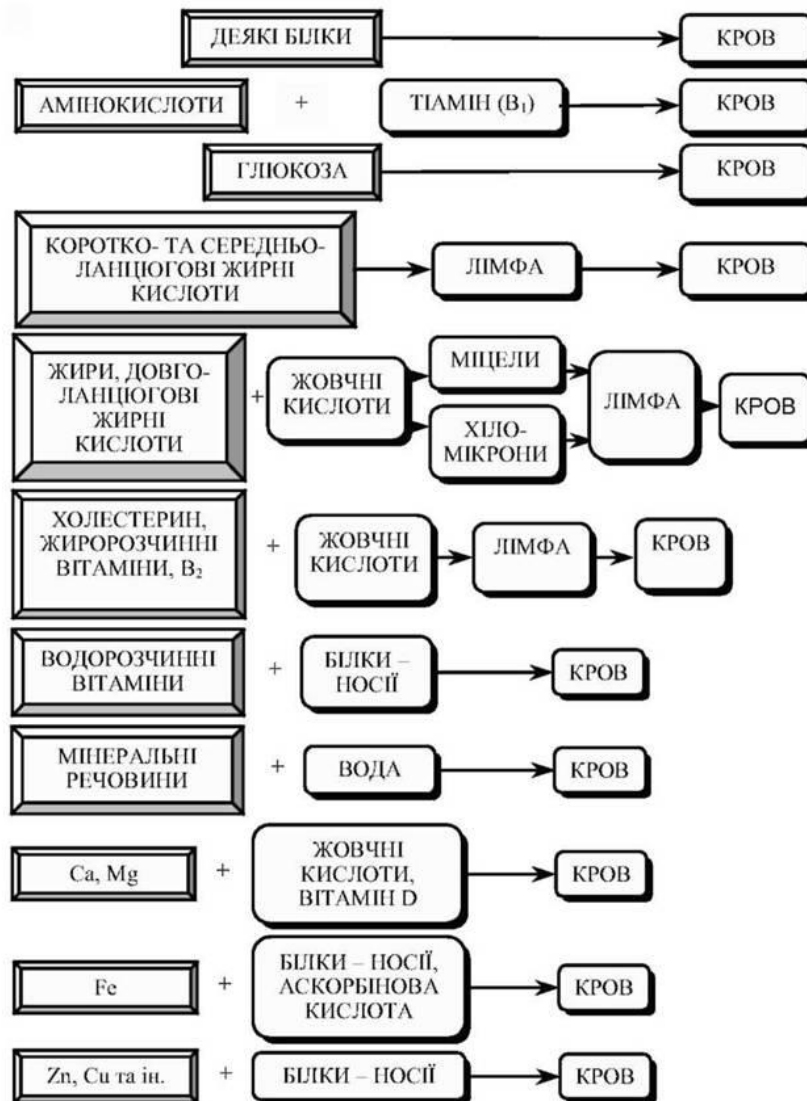 ДЕЯКІ БІЛКИ
КРОВ
АМІНОКИСЛОТИ + ТІАМІН (В₁)
КРОВ
ГЛЮКОЗА
КРОВ
КОРОТКО- ТА СЕРЕДНЬО-
ЛАНЦЮГОВІ ЖИРНІ
КИСЛОТИ
ЛІМФА
КРОВ
ЖИРИ, ДОВГО-
ЛАНЦЮГОВІ
ЖИРНІ
КИСЛОТИ
+
ЖОВЧНІ
КИСЛОТИ
МІЦЕЛИ
ХІЛО-
МІКРОНИ
ЛІМФА
КРОВ
ХОЛЕСТЕРИН,
ЖИРОРОЗЧИННІ
ВІТАМІНИ, В₂
+
ЖОВЧНІ
КИСЛОТИ
ЛІМФА
КРОВ
ВОДОРОЗЧИННІ
ВІТАМІНИ
+
БІЛКИ –
НОСІЇ
КРОВ
МІНЕРАЛЬНІ
РЕЧОВИНИ
+
ВОДА
КРОВ
Ca, Mg
+
ЖОВЧНІ
КИСЛОТИ,
ВІТАМІН D
КРОВ
Fe
+
БІЛКИ – НОСІЇ,
АСКОРБІНОВА
КИСЛОТА
КРОВ
Zn, Cu та ін.
+
БІЛКИ – НОСІЇ
КРОВ